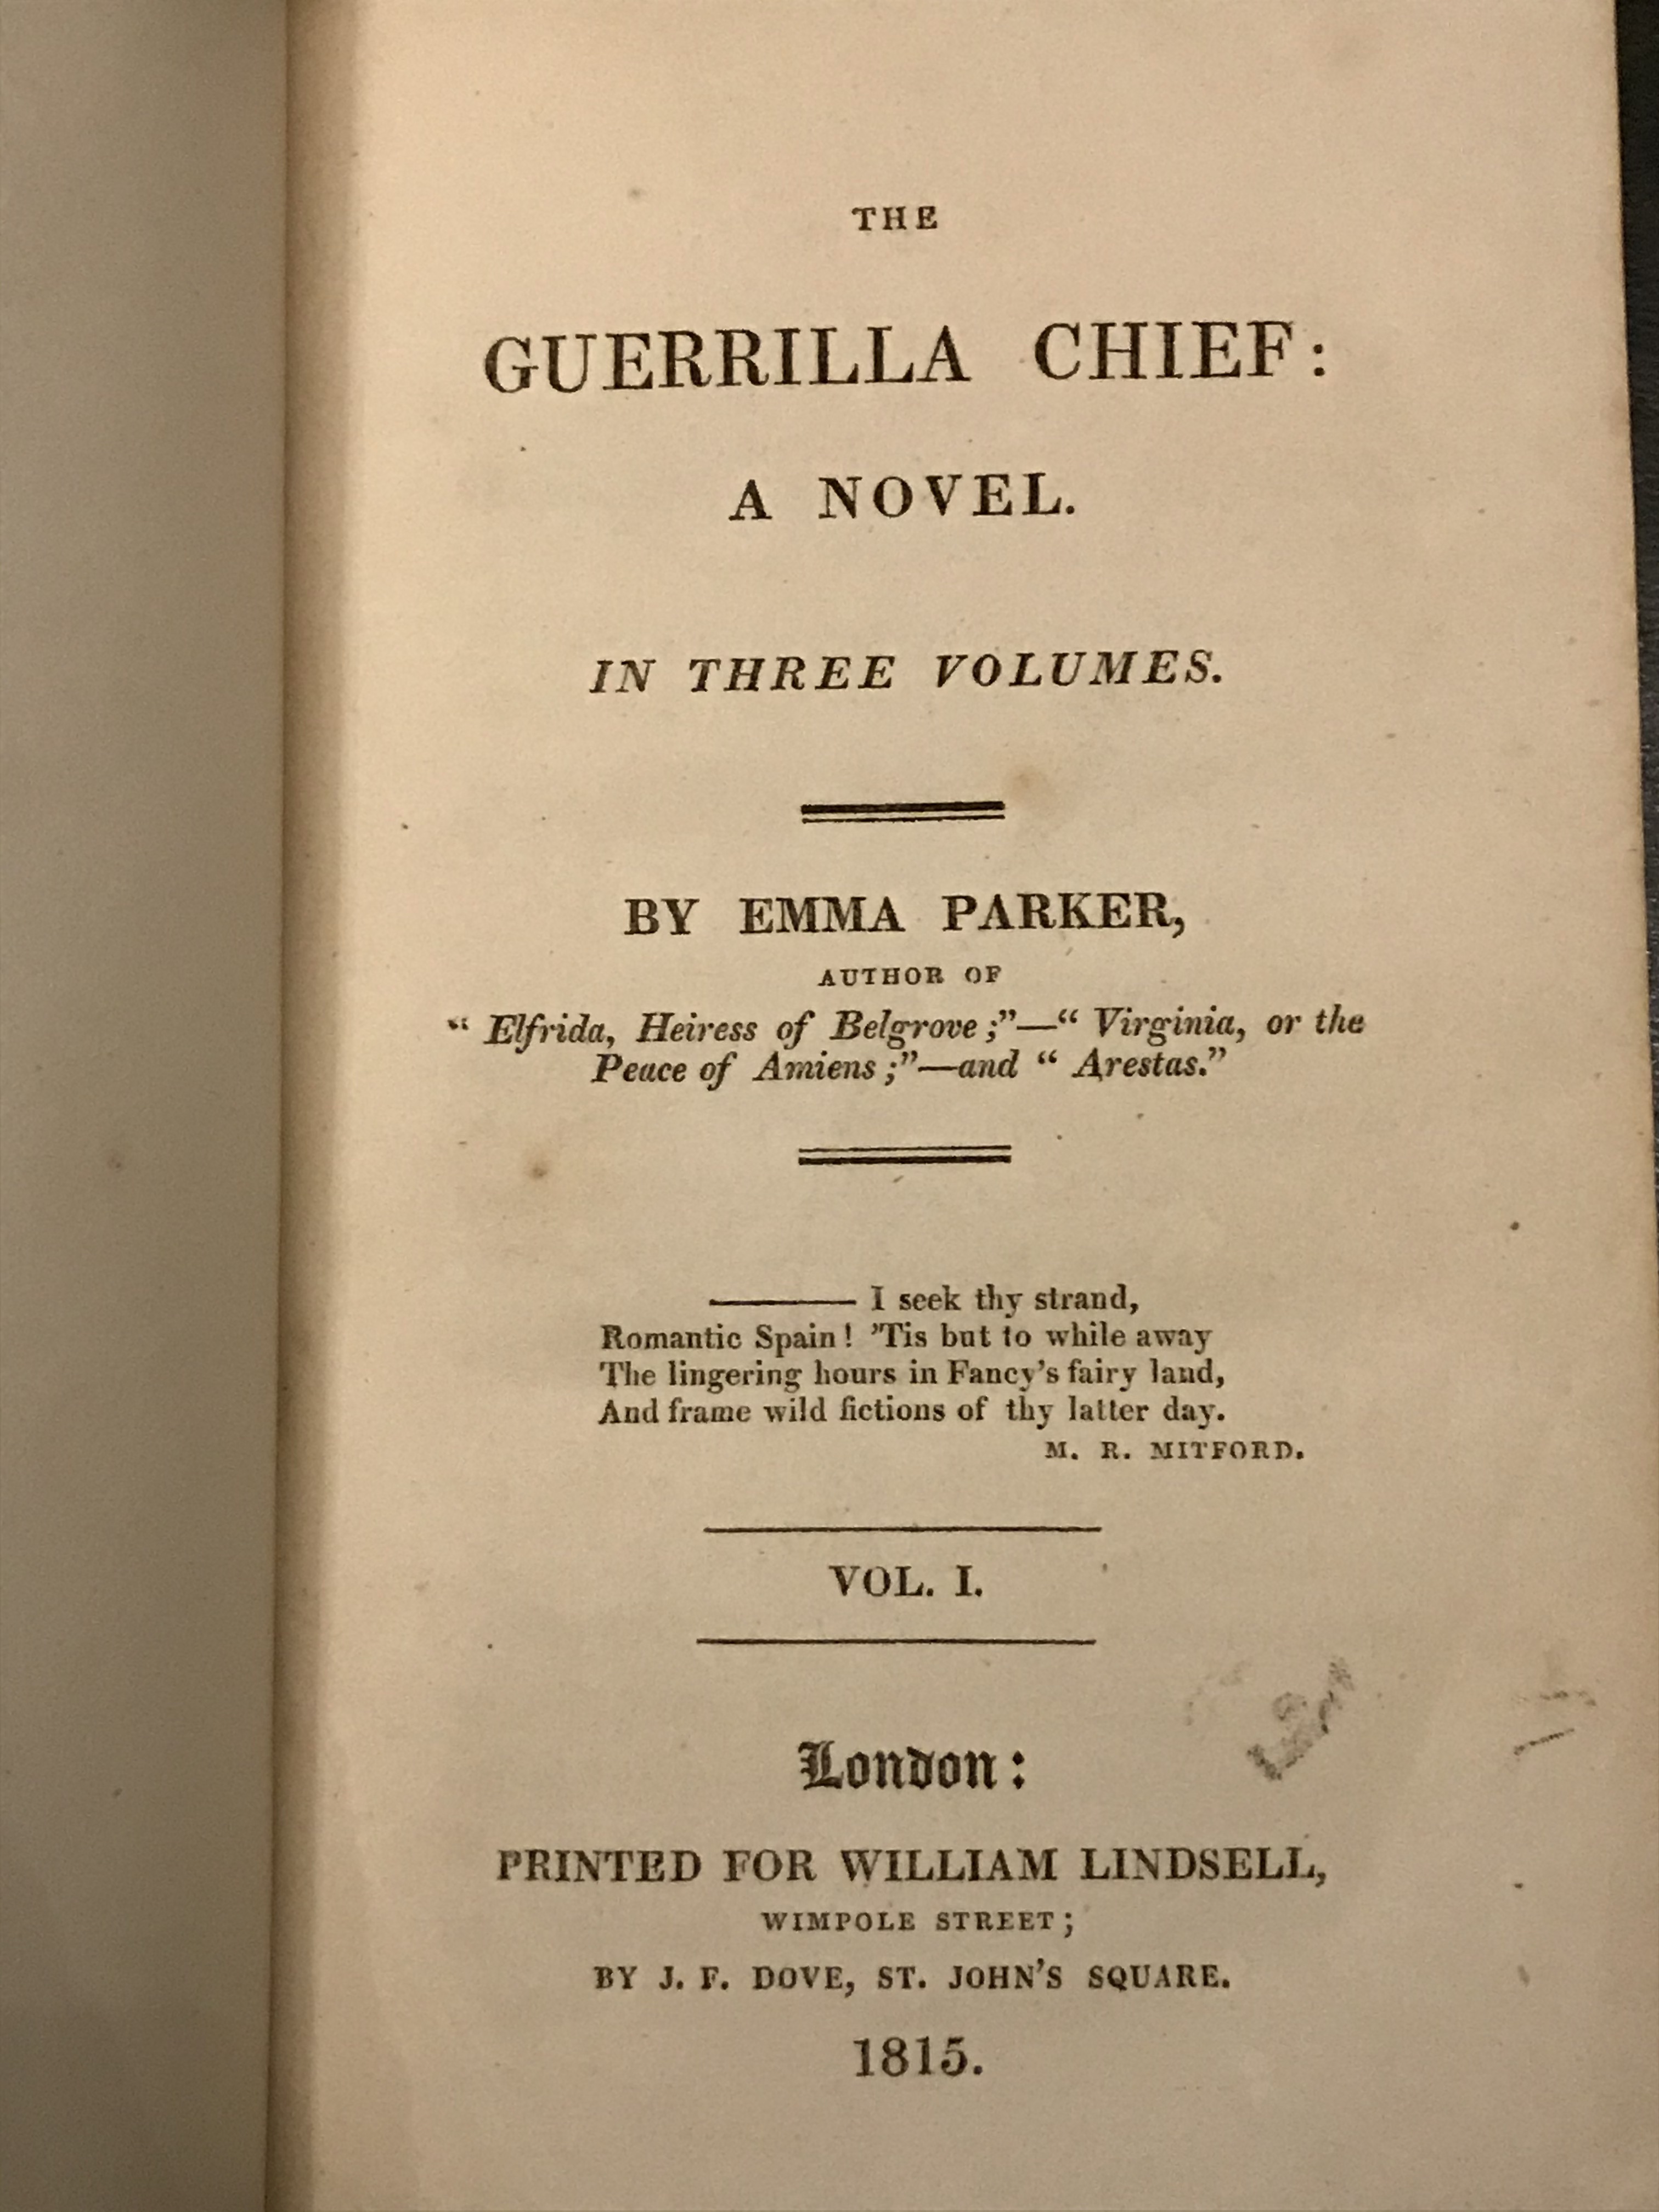 THE
GUERRILLA CHIEF:
A NOVEL.
IN THREE VOLUMES.
BY EMMA PARKER,
AUTHOR OF
“ Elfrida, Heiress of Belgrove;”—“ Virginia, or the
Peace of Amiens;”—and “ Arestas.”
——— I seek thy strand,
Romantic Spain! ’Tis but to while away
The lingering hours in Fancy’s fairy land,
And frame wild fictions of thy latter day.
M. R. MITFORD.
VOL. I.
London:
PRINTED FOR WILLIAM LINDSELL,
WIMPOLE STREET;
BY J. F. DOVE, ST. JOHN’S SQUARE.
1815.